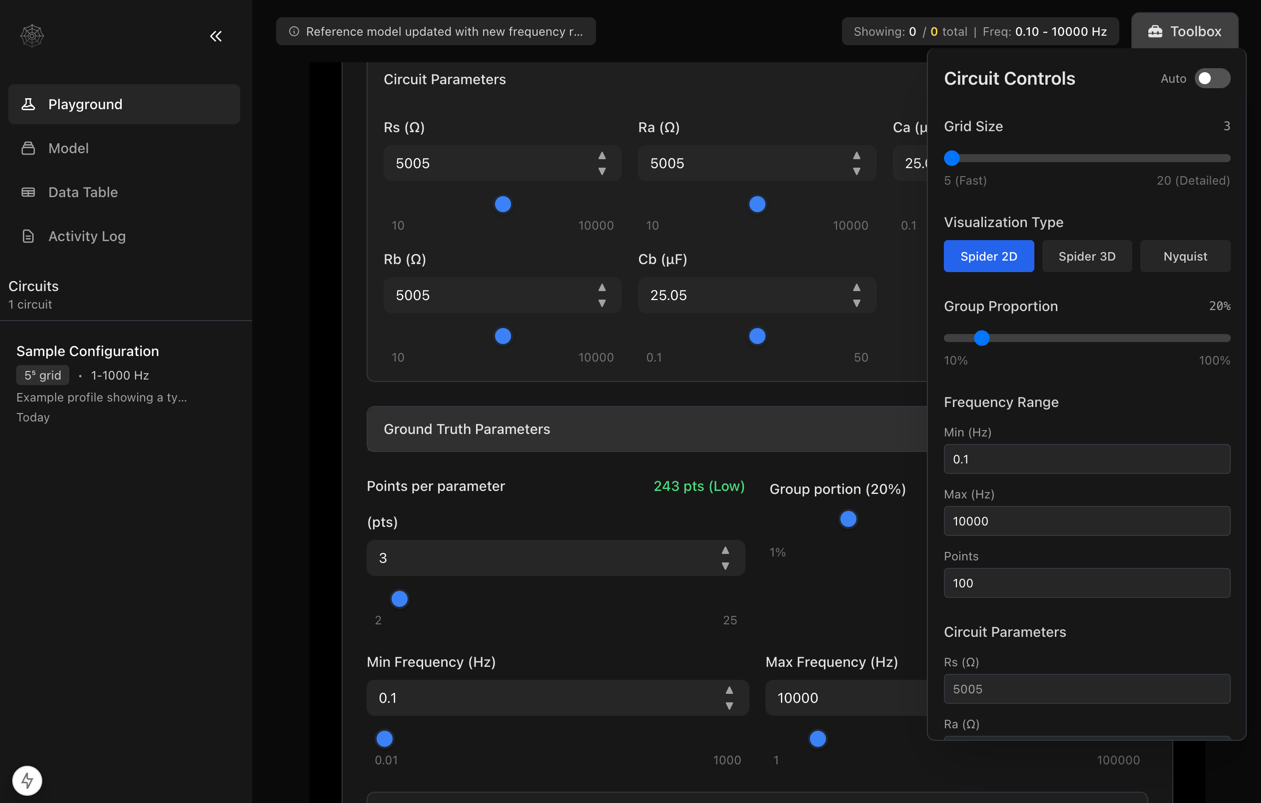 Reference model updated with new frequency r...
Showing: 0 / 0 total | Freq: 0.10 - 10000 Hz
Toolbox
Playground
Model
Data Table
Activity Log
Circuits
1 circuit
Sample Configuration
5⁵ grid • 1-1000 Hz
Example profile showing a ty...
Today
Circuit Parameters
Rs (Ω)
5005
10 10000
Ra (Ω)
5005
10 10000
Ca (μ
25.
0.1
Rb (Ω)
5005
10 10000
Cb (μF)
25.05
0.1 50
Ground Truth Parameters
Points per parameter 243 pts (Low)
(pts)
3
2 25
Group portion (20%)
1%
Min Frequency (Hz)
0.1
0.01 1000
Max Frequency (Hz)
10000
1 100000
Circuit Controls Auto
Grid Size 3
5 (Fast) 20 (Detailed)
Visualization Type
Spider 2D Spider 3D Nyquist
Group Proportion 20%
10% 100%
Frequency Range
Min (Hz)
0.1
Max (Hz)
10000
Points
100
Circuit Parameters
Rs (Ω)
5005
Ra (Ω)